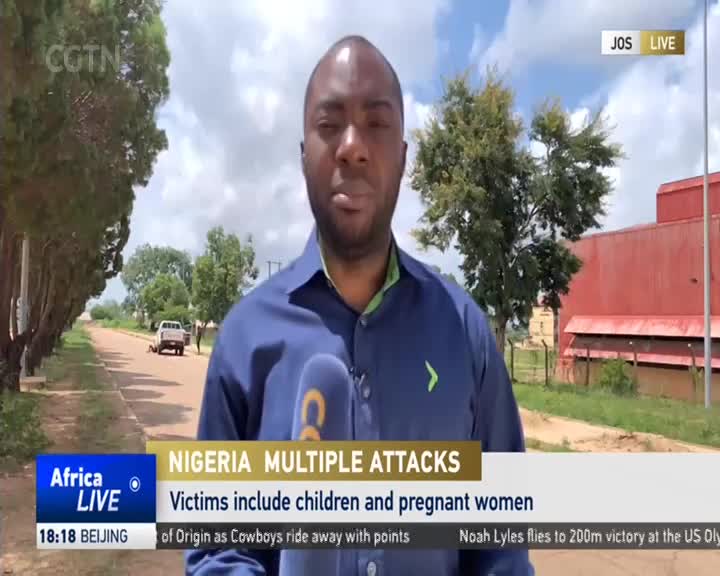 CGTN
JOS LIVE
NIGERIA MULTIPLE ATTACKS
Victims include children and pregnant women
Africa
LIVE
18:18 BEIJING
of Origin as Cowboys ride away with points Noah Lyles flies to 200m victory at the US Oly